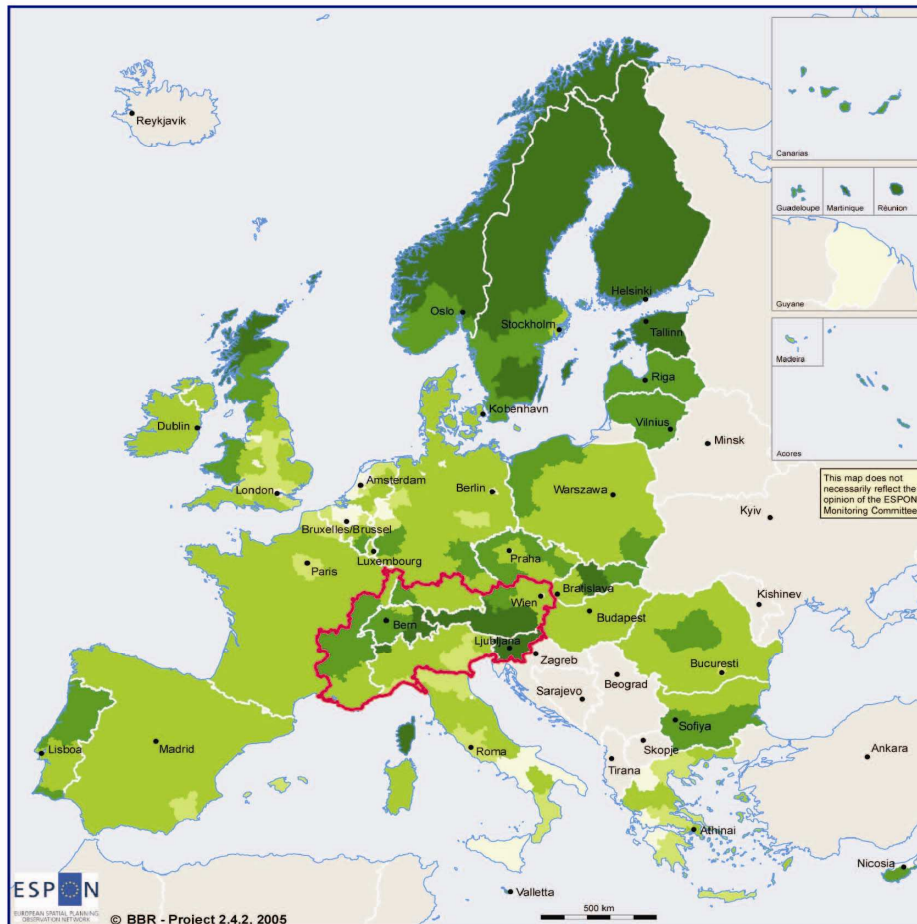 Reykjavik
Canarias
Guadeloupe
Martinique
Réunion
Guyane
Madeira
Acores
Helsinki
Oslo
Stockholm
Tallinn
Riga
Kobenhavn
Vilnius
Dublin
Minsk
Amsterdam
London
Berlin
Warszawa
This map does not
necessarily reflect the
opinion of the ESPON
Monitoring Committee
Kyiv
Bruxelles/Brussel
Luxembourg
Praha
Paris
Bratislava
Wien
Kishinev
Budapest
Bern
Ljubljana
Zagreb
Bucuresti
Beograd
Sarajevo
Sofiya
Lisboa
Madrid
Roma
Skopje
Tirana
Ankara
Athinai
Nicosia
Valletta
ESPON
EUROPEAN SPATIAL PLANNING
OBSERVATION NETWORK
© BBR - Project 2.4.2. 2005
500 km